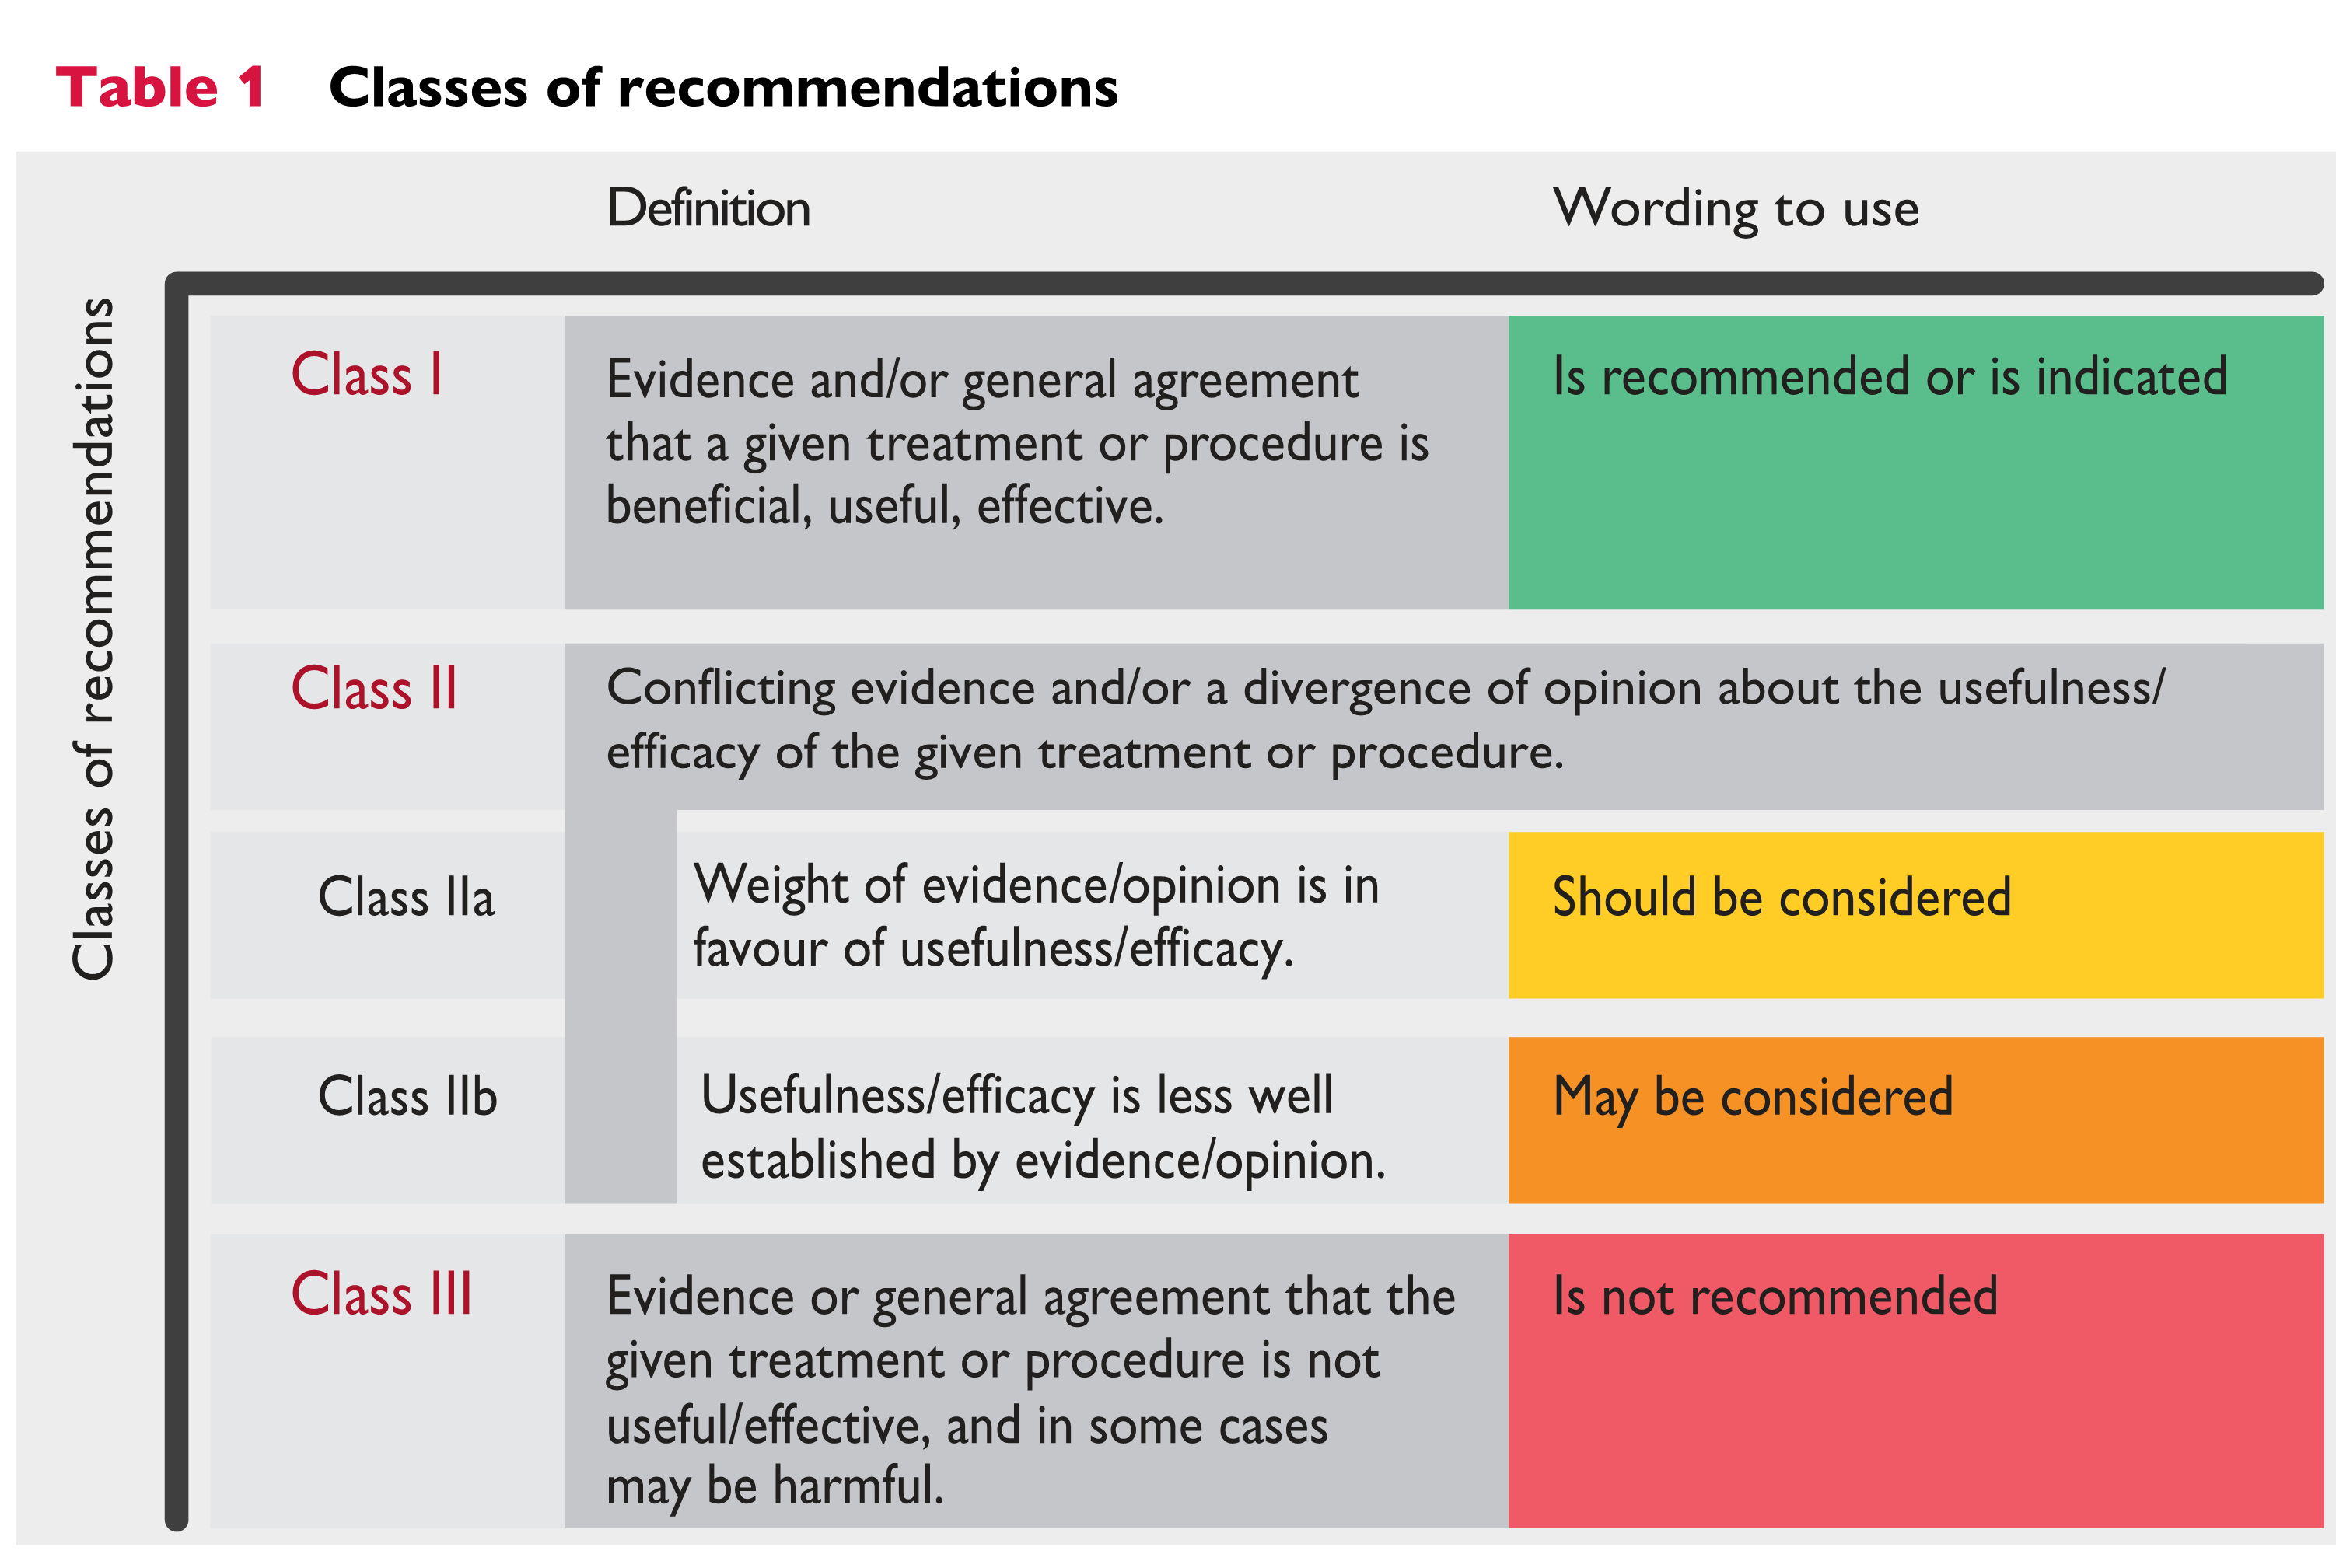 Table 1 Classes of recommendations
Definition Wording to use
Classes of recommendations
Class I
Evidence and/or general agreement
that a given treatment or procedure is
beneficial, useful, effective.
Is recommended or is indicated
Class II
Conflicting evidence and/or a divergence of opinion about the usefulness/
efficacy of the given treatment or procedure.
Class IIa
Weight of evidence/opinion is in
favour of usefulness/efficacy.
Should be considered
Class IIb
Usefulness/efficacy is less well
established by evidence/opinion.
May be considered
Class III
Evidence or general agreement that the
given treatment or procedure is not
useful/effective, and in some cases
may be harmful.
Is not recommended